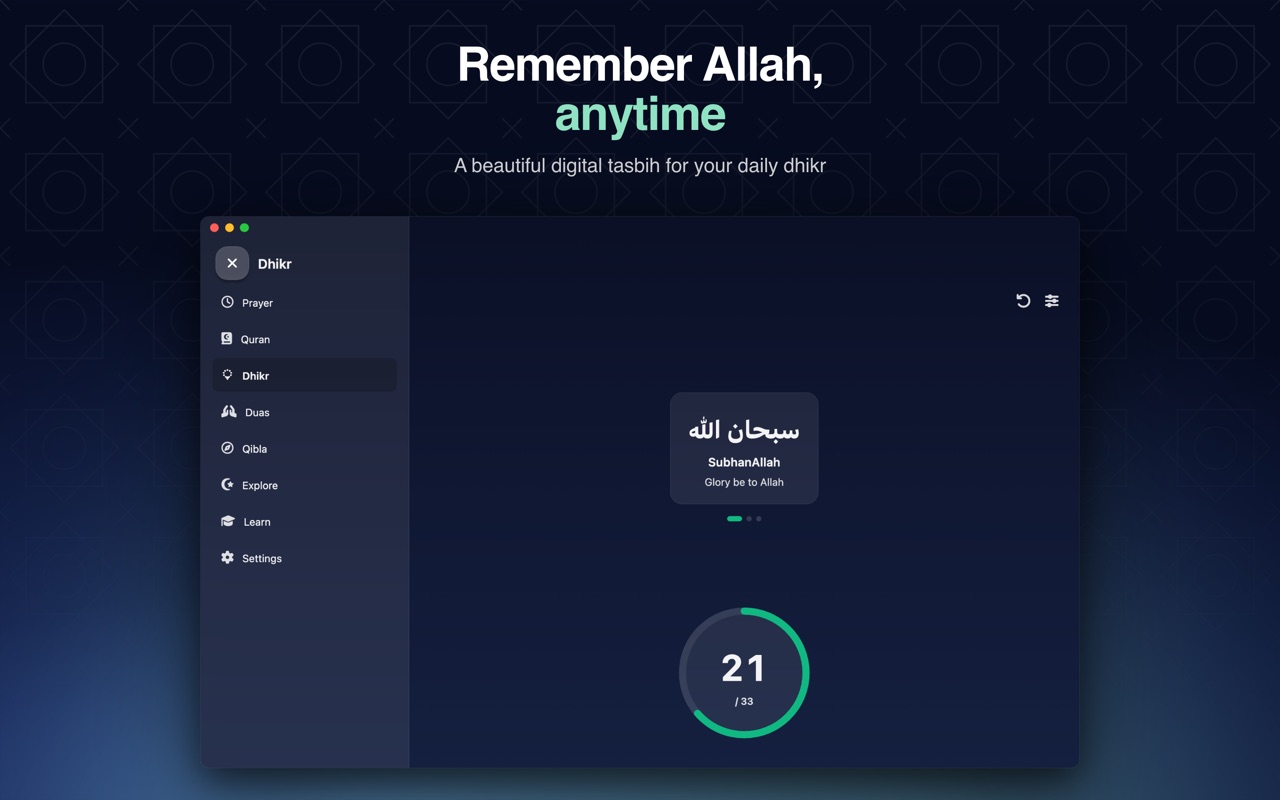 Remember Allah,
anytime
A beautiful digital tasbih for your daily dhikr
Dhikr
Prayer
Quran
Dhikr
Duas
Qibla
Explore
Learn
Settings
سبحان الله
SubhanAllah
Glory be to Allah
21
/ 33